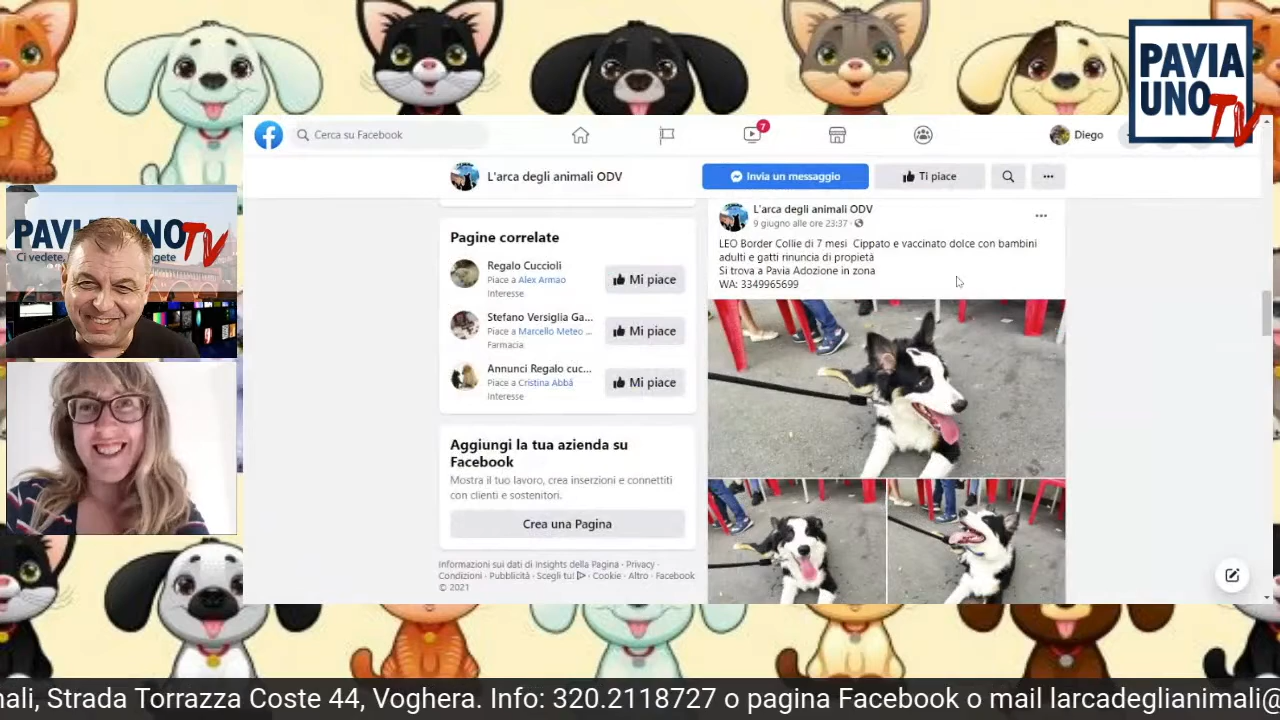 PAVIA
UNO
TV
Cerca su Facebook
7
Diego
L'arca degli animali ODV
Invia un messaggio
Ti piace
L'arca degli animali ODV
9 giugno alle ore 23:37
LEO Border Collie di 7 mesi Cippato e vaccinato dolce con bambini
adulti e gatti rinuncia di propietà
Si trova a Pavia Adozione in zona
WA: 3349965699
Pagine correlate
Regalo Cuccioli
Piace a Alex Armao
Interesse
Mi piace
Stefano Versiglia Ga...
Piace a Marcello Meteo ...
Farmacia
Mi piace
Annunci Regalo cuc...
Piace a Cristina Abbà
Interesse
Mi piace
Aggiungi la tua azienda su
Facebook
Mostra il tuo lavoro, crea inserzioni e connettiti
con clienti e sostenitori.
Crea una Pagina
Informazioni sui dati di Insights della Pagina · Privacy ·
Condizioni · Pubblicità · Scegli tu! · Cookie · Altro · Facebook
© 2021
TV
Ci vedete,
Strada Torrazza Coste 44, Voghera. Info: 320.2118727 o pagina Facebook o mail larcadeglianimali@